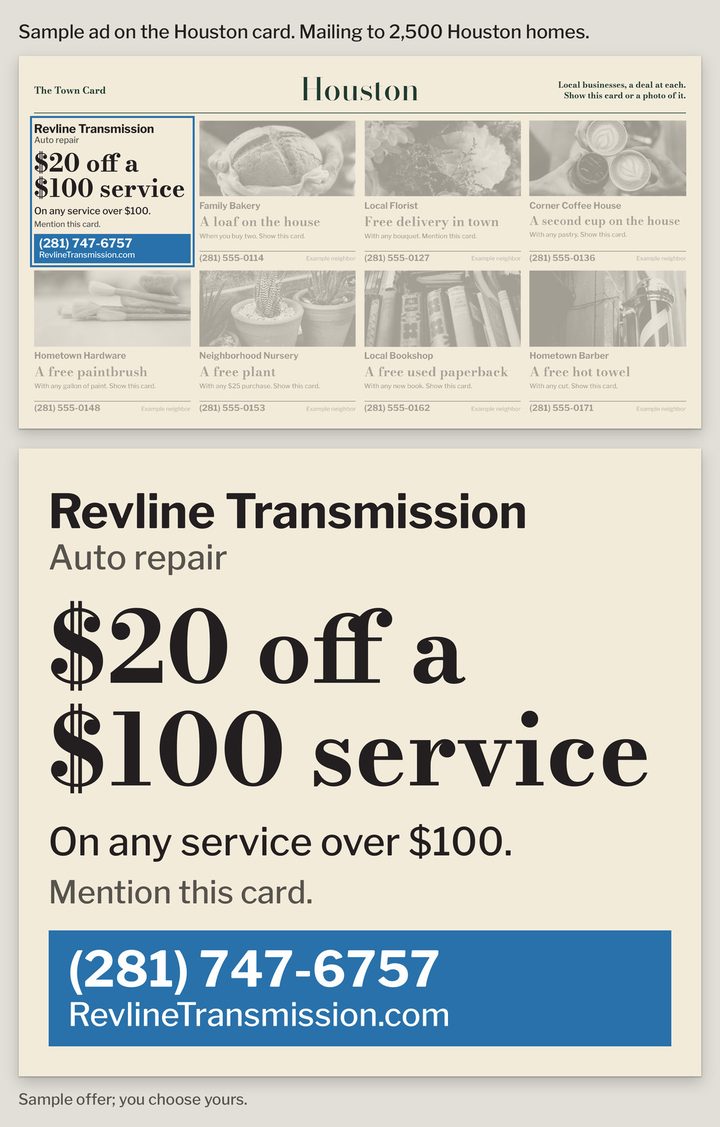 Sample ad on the Houston card. Mailing to 2,500 Houston homes.
The Town Card
Houston
Local businesses, a deal at each.
Show this card or a photo of it.
Revline Transmission
Auto repair
$20 off a
$100 service
On any service over $100.
Mention this card.
(281) 747-6757
RevlineTransmission.com
Family Bakery
A loaf on the house
When you buy two. Show this card.
(281) 555-0114
Example neighbor
Local Florist
Free delivery in town
With any bouquet. Mention this card.
(281) 555-0127
Example neighbor
Corner Coffee House
A second cup on the house
With any pastry. Show this card.
(281) 555-0136
Example neighbor
Hometown Hardware
A free paintbrush
With any gallon of paint. Show this card.
(281) 555-0148
Example neighbor
Neighborhood Nursery
A free plant
With any $25 purchase. Show this card.
(281) 555-0153
Example neighbor
Local Bookshop
A free used paperback
With any new book. Show this card.
(281) 555-0162
Example neighbor
Hometown Barber
A free hot towel
With any cut. Show this card.
(281) 555-0171
Example neighbor
Revline Transmission
Auto repair
$20 off a
$100 service
On any service over $100.
Mention this card.
(281) 747-6757
RevlineTransmission.com
Sample offer; you choose yours.